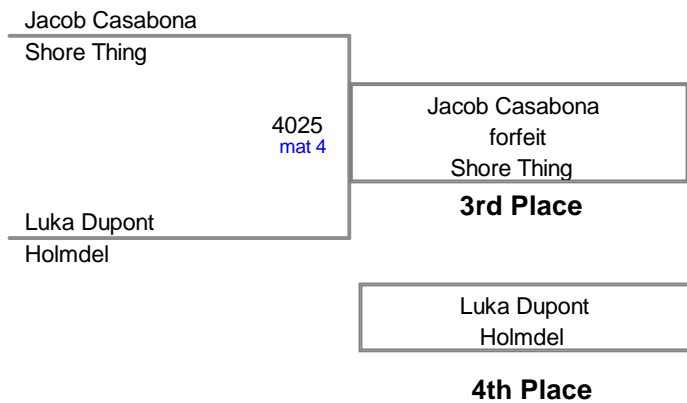 Jacob Casabona
Shore Thing
4025
mat 4
Jacob Casabona
forfeit
Shore Thing
3rd Place
Luka Dupont
Holmdel
Luka Dupont
Holmdel
4th Place